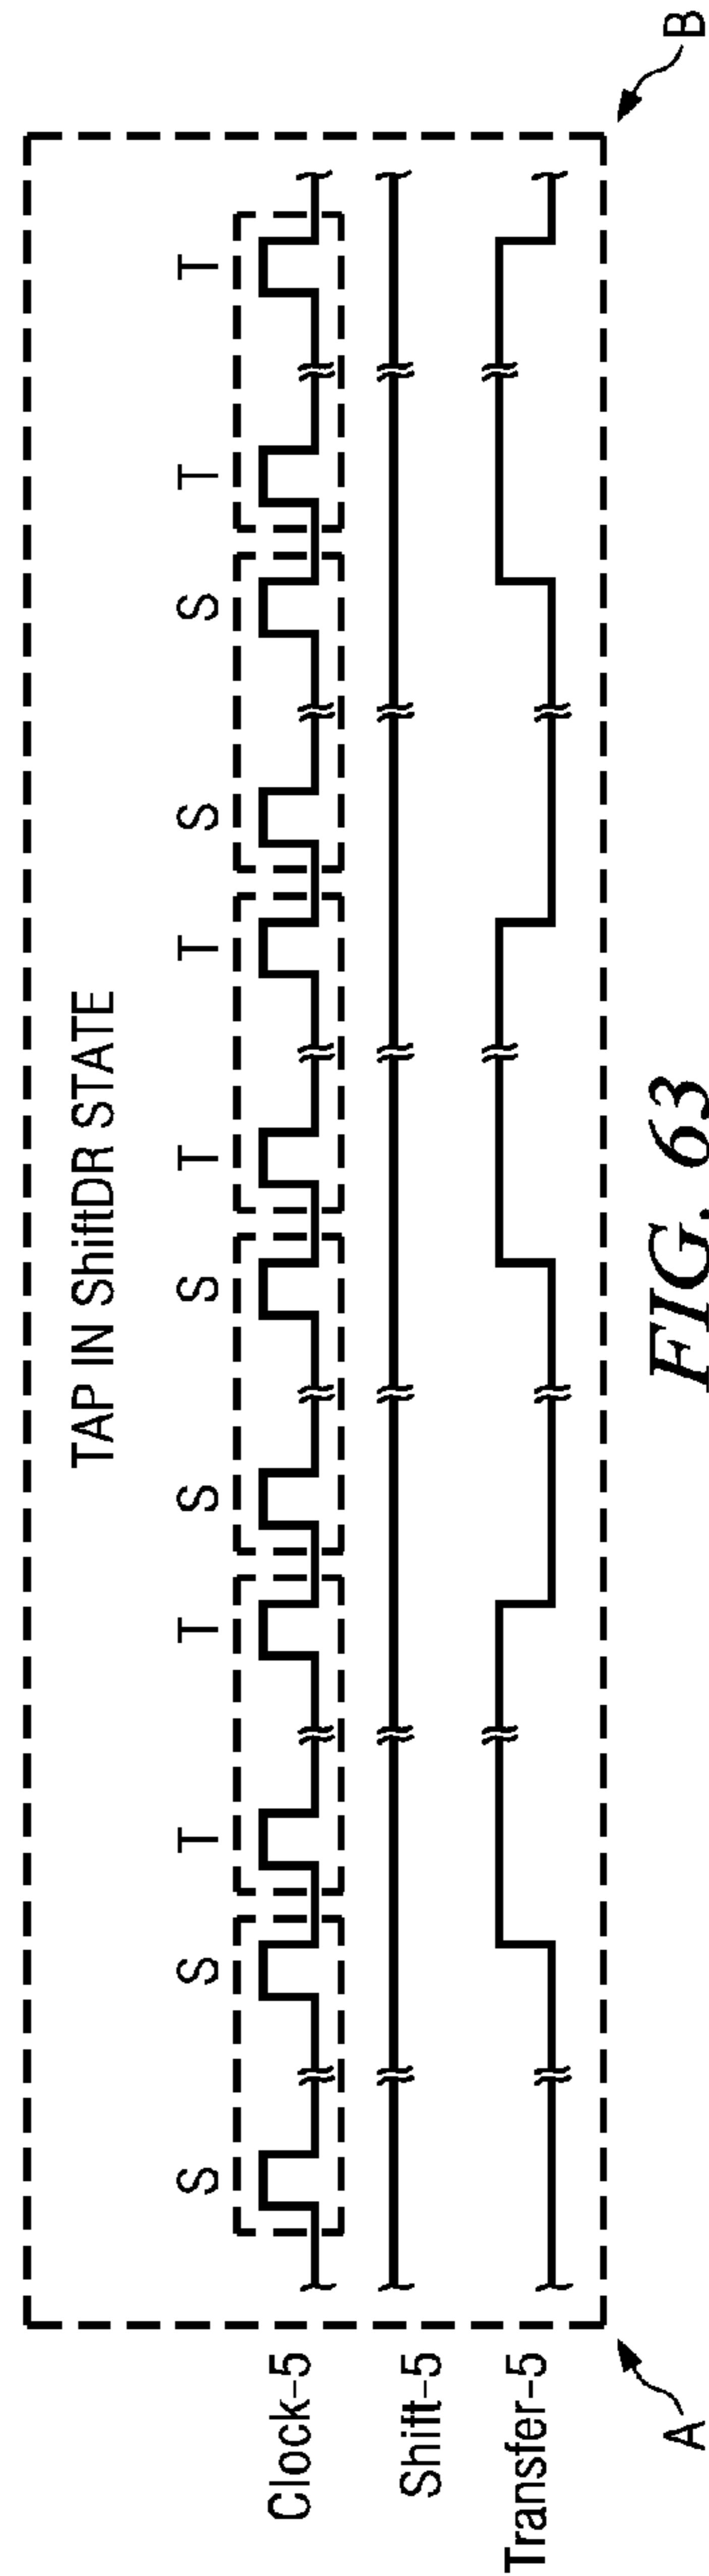 TAP IN ShiftDR STATE
S S T T S S T T S S T T
Clock-5
Shift-5
Transfer-5
A B
FIG. 63